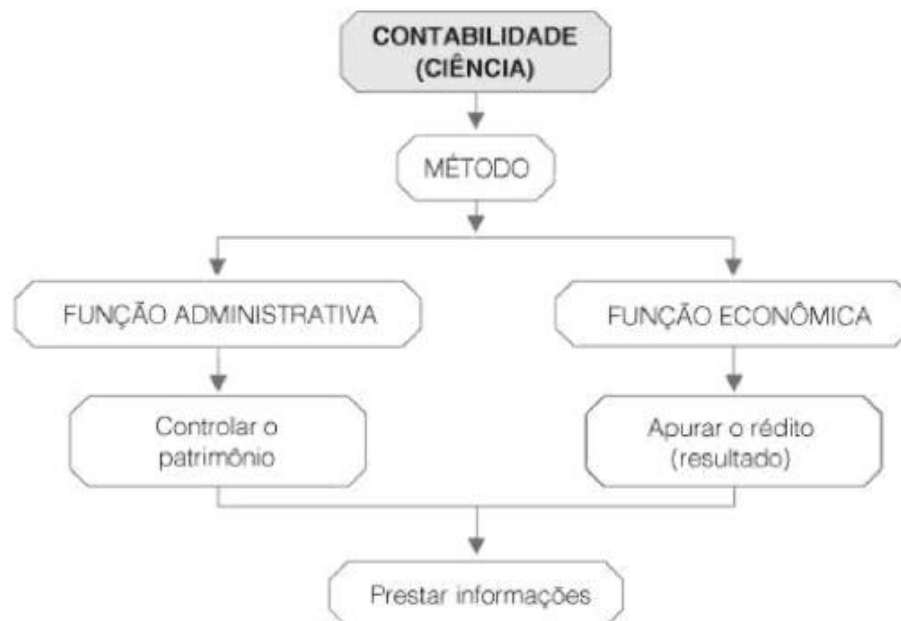 CONTABILIDADE
(CIÊNCIA)
MÉTODO
FUNÇÃO ADMINISTRATIVA
FUNÇÃO ECONÔMICA
Controlar o
patrimônio
Apurar o rédito
(resultado)
Prestar informações